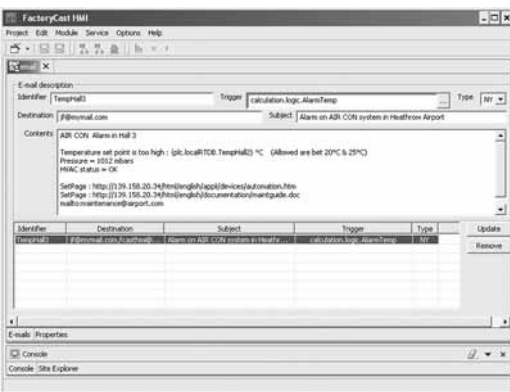 FactoryCast HMI
Project Edit Module Service Options Help
E-mail
E-mail description
Identifier TempHall3 Trigger calculation.logic.AlarmTemp ... Type NY
Destination jf@mymail.com Subject Alarm on AIR CON system in Heathrow Airport
Contents AIR CON Alarm in Hall 3
Temperature set point is too high : (plc.localRTDB.TempHall2) °C (Allowed are bet 20°C & 25°C)
Pressure = 1012 mbars
HVAC status = OK
SetPage : http://139.158.20.34/html/english/appli/devices/automation.htm
SetPage : http://139.158.20.34/html/english/documentation/maintguide.doc
mailto:maintenance@airport.com
Identifier Destination Subject Trigger Type Update
TempHall3 Alarm on AIR CON system in Heathr... calculation.logic.AlarmTemp NY
Remove
E-mails Properties
Console
Console Site Explorer